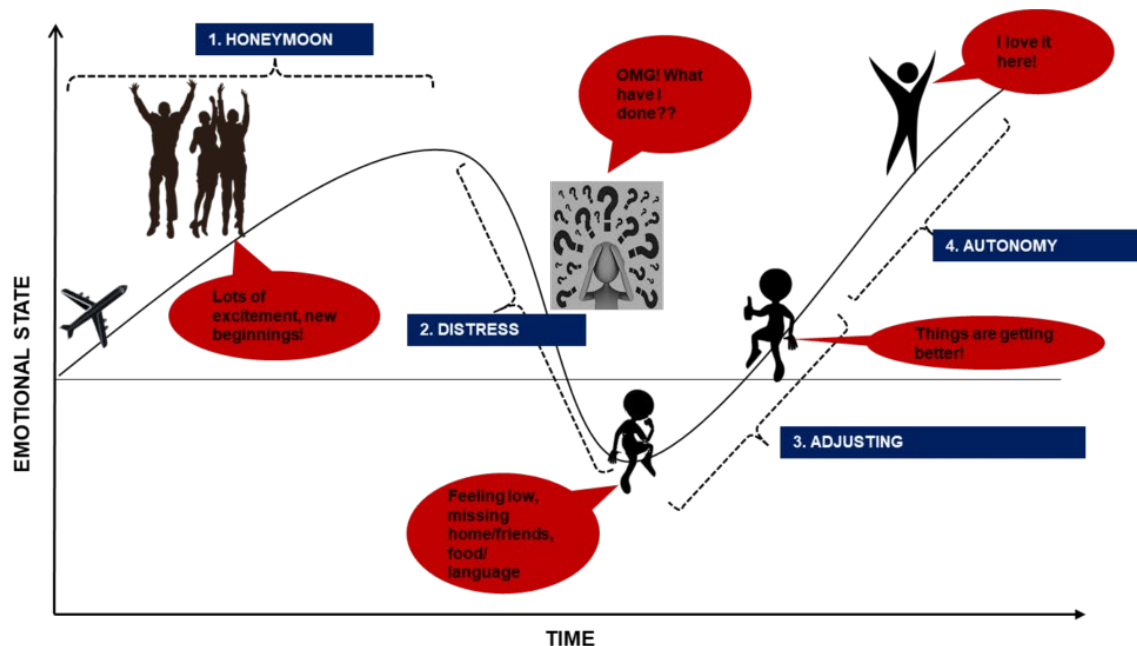 1. HONEYMOON
I love it
here!
OMG! What
have I
done??
4. AUTONOMY
Lots of
excitement, new
beginnings!
2. DISTRESS
Things are getting
better!
3. ADJUSTING
Feeling low,
missing
home/friends,
food/
language
EMOTIONAL STATE
TIME